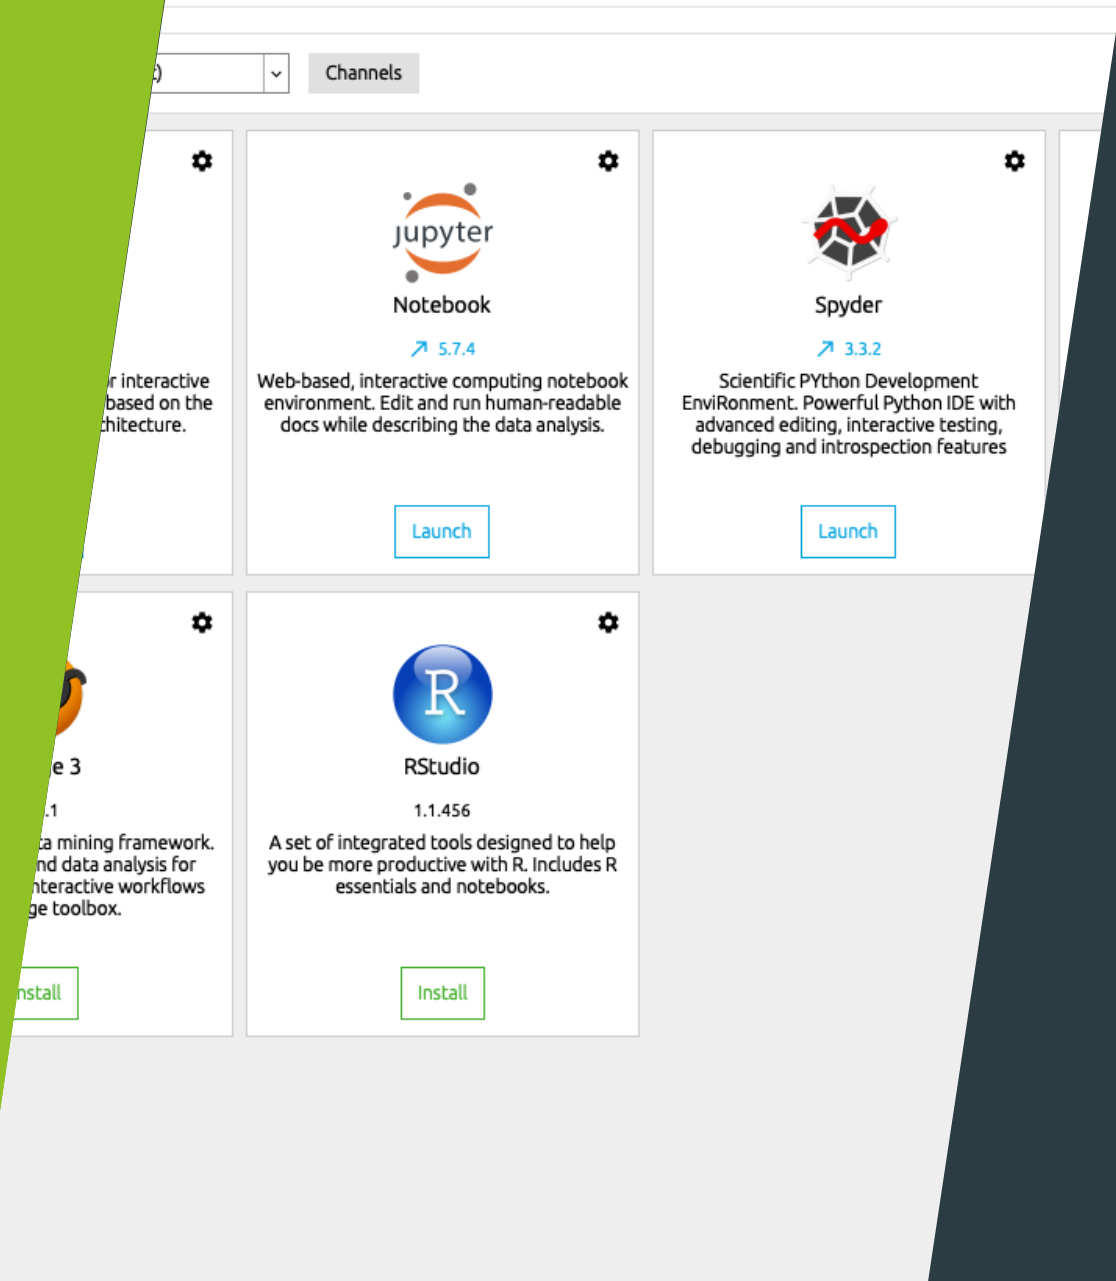 Channels
jupyter
Notebook
5.7.4
Web-based, interactive computing notebook
environment. Edit and run human-readable
docs while describing the data analysis.
Launch
Spyder
3.3.2
Scientific PYthon Development
EnviRonment. Powerful Python IDE with
advanced editing, interactive testing,
debugging and introspection features
Launch
interactive
based on the
e 3
.1
mining framework.
data analysis for
nteractive workflows
ge toolbox.
nstall
R
RStudio
1.1.456
A set of integrated tools designed to help
you be more productive with R. Includes R
essentials and notebooks.
Install